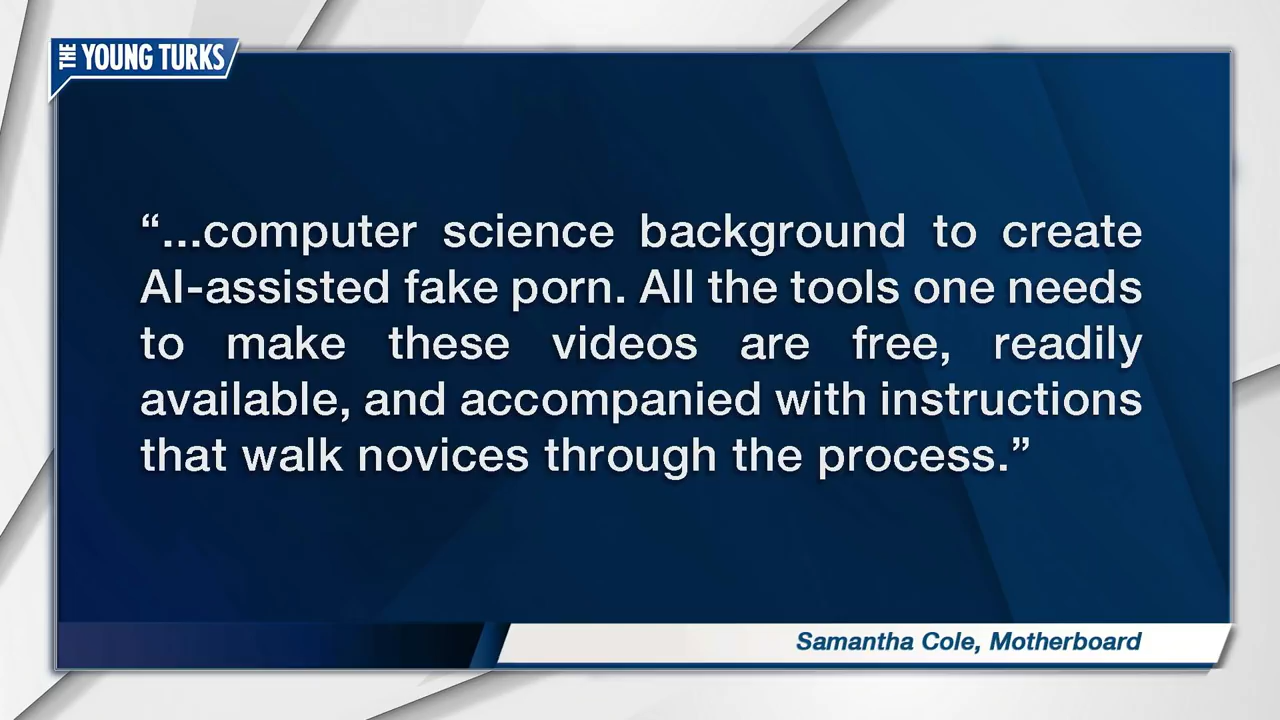 THE YOUNG TURKS
“...computer science background to create
AI-assisted fake porn. All the tools one needs
to make these videos are free, readily
available, and accompanied with instructions
that walk novices through the process.”
Samantha Cole, Motherboard